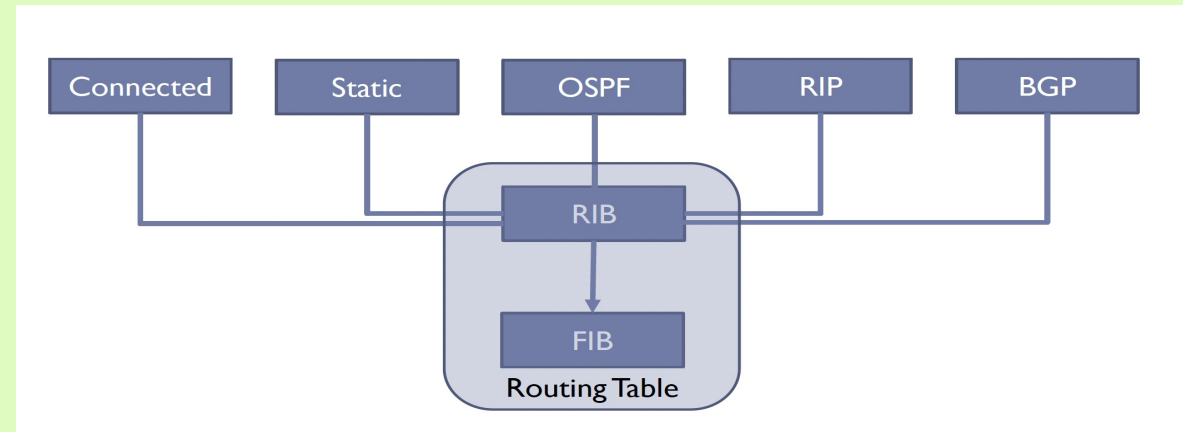 Connected
Static
OSPF
RIP
BGP
RIB
FIB
Routing Table